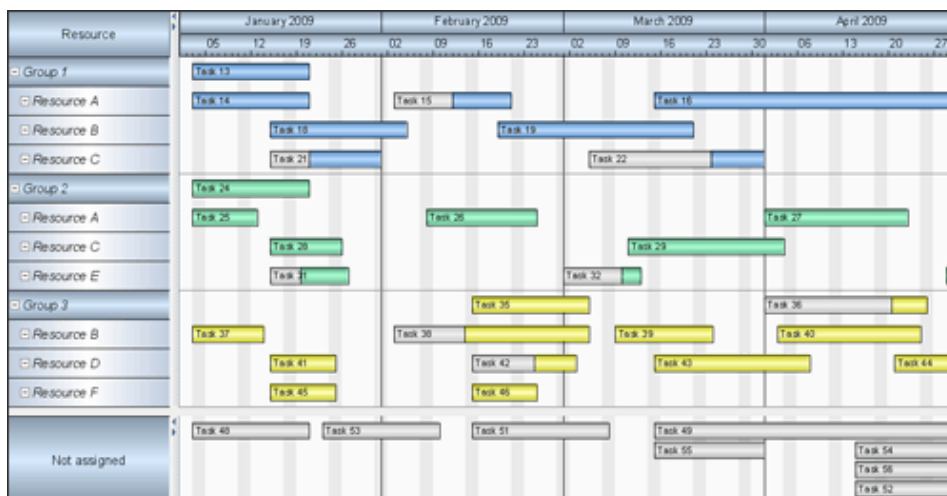 Resource
January 2009 February 2009 March 2009 April 2009
05 12 19 26 02 09 16 23 02 09 16 23 30 06 13 20 27
Group 1 Task 13
Resource A Task 14 Task 15 Task 16
Resource B Task 18 Task 19
Resource C Task 21 Task 22
Group 2 Task 24
Resource A Task 25 Task 26 Task 27
Resource C Task 28 Task 29
Resource E Task 31 Task 32
Group 3 Task 35 Task 36
Resource B Task 37 Task 38 Task 39 Task 40
Resource D Task 41 Task 42 Task 43 Task 44
Resource F Task 45 Task 46
Not assigned
Task 48 Task 53 Task 51 Task 49
Task 55 Task 54
Task 56
Task 52